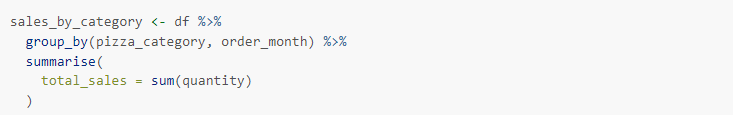 sales_by_category <- df %>%
  group_by(pizza_category, order_month) %>%
  summarise(
    total_sales = sum(quantity)
  )